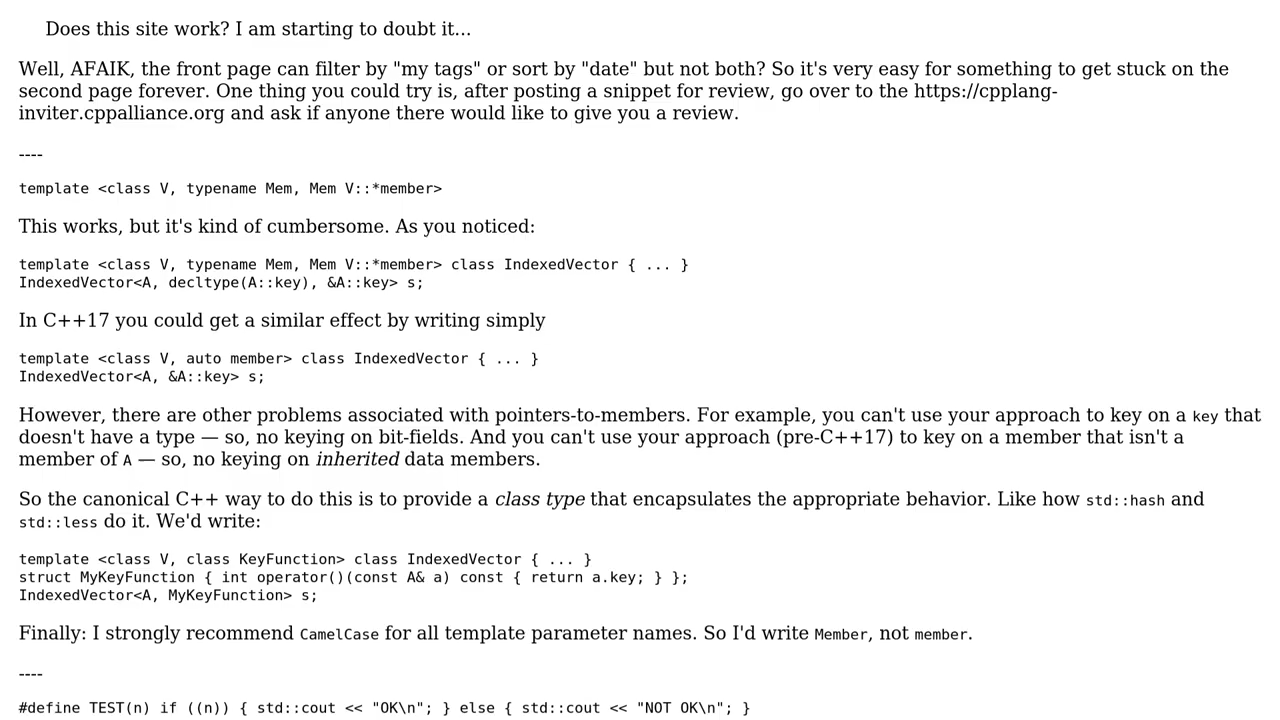 Does this site work? I am starting to doubt it...
Well, AFAIK, the front page can filter by "my tags" or sort by "date" but not both? So it's very easy for something to get stuck on the
second page forever. One thing you could try is, after posting a snippet for review, go over to the https://cpplang-
inviter.cppalliance.org and ask if anyone there would like to give you a review.
----
template <class V, typename Mem, Mem V::*member>
This works, but it's kind of cumbersome. As you noticed:
template <class V, typename Mem, Mem V::*member> class IndexedVector { ... }
IndexedVector<A, decltype(A::key), &A::key> s;
In C++17 you could get a similar effect by writing simply
template <class V, auto member> class IndexedVector { ... }
IndexedVector<A, &A::key> s;
However, there are other problems associated with pointers-to-members. For example, you can't use your approach to key on a key that
doesn't have a type — so, no keying on bit-fields. And you can't use your approach (pre-C++17) to key on a member that isn't a
member of A — so, no keying on inherited data members.
So the canonical C++ way to do this is to provide a class type that encapsulates the appropriate behavior. Like how std::hash and
std::less do it. We'd write:
template <class V, class KeyFunction> class IndexedVector { ... }
struct MyKeyFunction { int operator()(const A& a) const { return a.key; } };
IndexedVector<A, MyKeyFunction> s;
Finally: I strongly recommend CamelCase for all template parameter names. So I'd write Member, not member.
----
#define TEST(n) if ((n)) { std::cout << "OK\n"; } else { std::cout << "NOT OK\n"; }